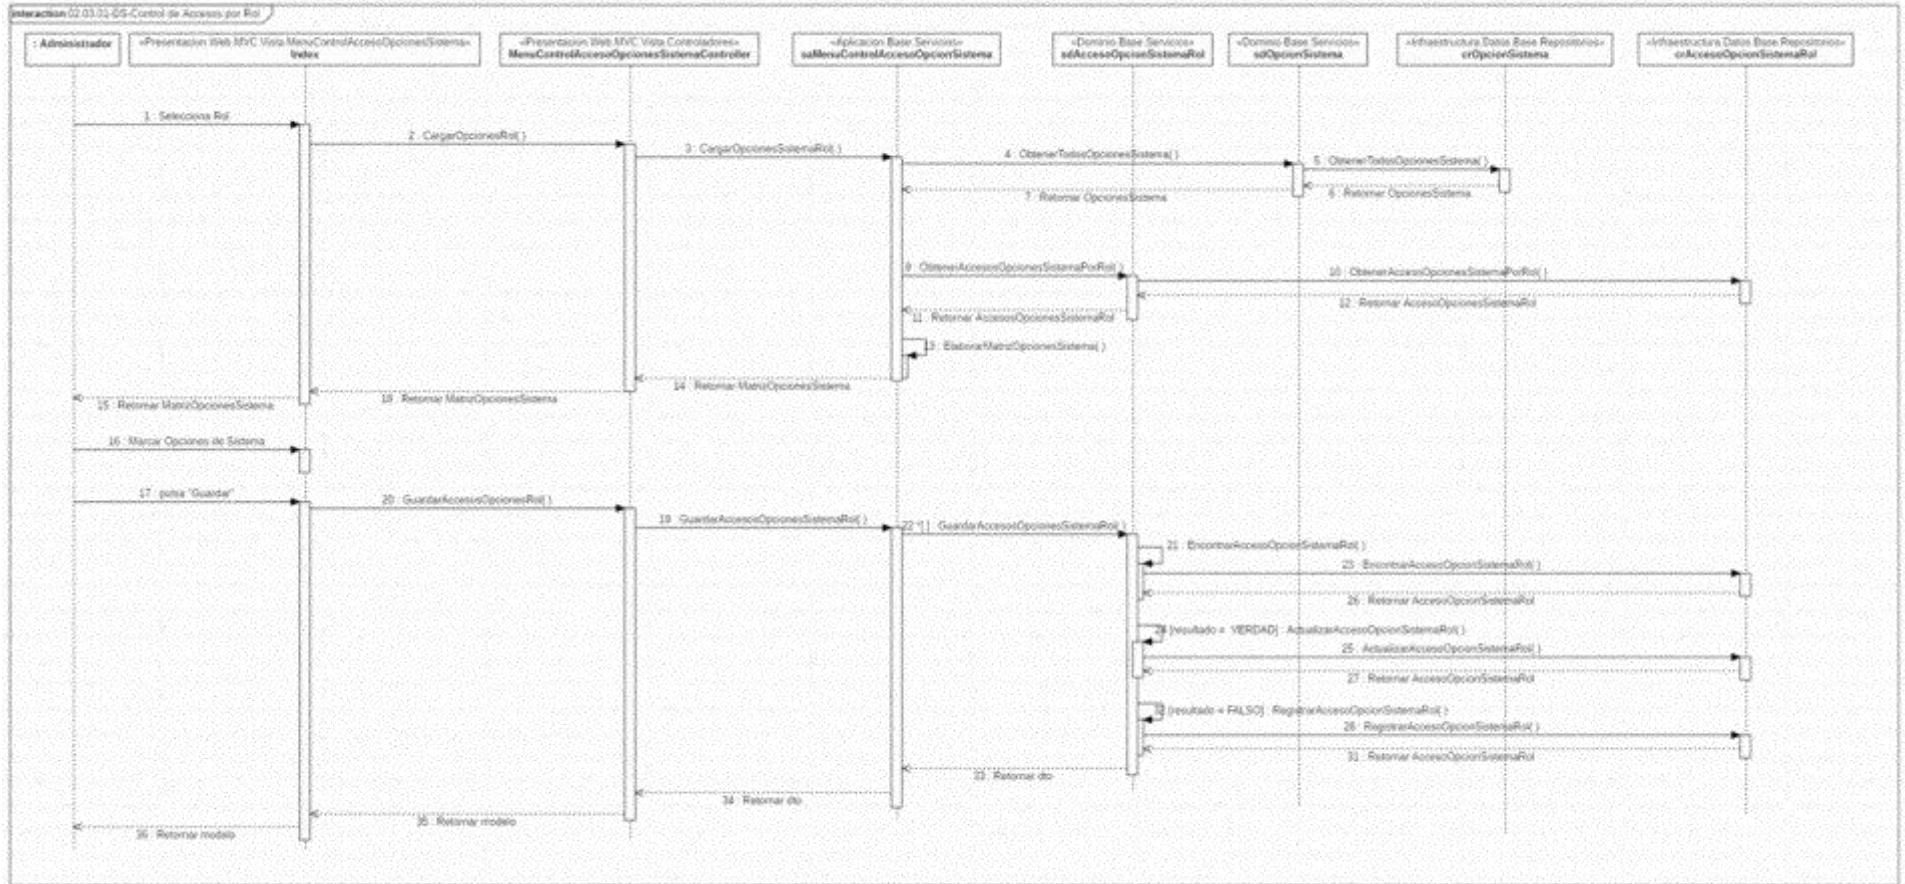 interaction 02.03.01-DS-Control de Accesos por Rol
: Administrador
«Presentacion.Web.MVC.Vista.MenuControlAccesoOpcionesSistema»
Index
«Presentacion.Web.MVC.Vista.Controladores»
MenuControlAccesoOpcionesSistemaController
«Aplicacion.Base.Servicios»
saMenuControlAccesoOpcionSistema
«Dominio.Base.Servicios»
sdAccesoOpcionSistemaRol
«Dominio.Base.Servicios»
sdOpcionSistema
«Infraestructura.Datos.Base.Repositorios»
crOpcionSistema
«Infraestructura.Datos.Base.Repositorios»
crAccesoOpcionSistemaRol
1 : Selecciona Rol
2 : CargarOpcionesRol( )
3 : CargarOpcionesSistemaRol( )
4 : ObtenerTodosOpcionesSistema( )
5 : ObtenerTodosOpcionesSistema( )
6 : Retornar OpcionesSistema
7 : Retornar OpcionesSistema
9 : ObtenerAccesosOpcionesSistemaPorRol( )
10 : ObtenerAccesoOpcionesSistemaPorRol( )
12 : Retornar AccesoOpcionesSistemaRol
11 : Retornar AccesosOpcionesSistemaRol
13 : ElaborarMatrizOpcionesSistema( )
14 : Retornar MatrizOpcionesSistema
18 : Retornar MatrizOpcionesSistema
15 : Retornar MatrizOpcionesSistema
16 : Marcar Opciones de Sistema
17 : pulsa "Guardar"
20 : GuardarAccesosOpcionesRol( )
19 : GuardarAccesosOpcionesSistemaRol( )
22 *[ ] : GuardarAccesosOpcionesSistemaRol( )
21 : EncontrarAccesoOpcionSistemaRol( )
23 : EncontrarAccesoOpcionSistemaRol( )
26 : Retornar AccesoOpcionSistemaRol
24 [resultado = VERDAD] : ActualizarAccesoOpcionSistemaRol( )
25 : ActualizarAccesoOpcionSistemaRol( )
27 : Retornar AccesoOpcionSistemaRol
[resultado = FALSO] : RegistrarAccesoOpcionSistemaRol( )
28 : RegistrarAccesoOpcionSistemaRol( )
31 : Retornar AccesoOpcionSistemaRol
33 : Retornar dto
34 : Retornar dto
35 : Retornar modelo
36 : Retornar modelo